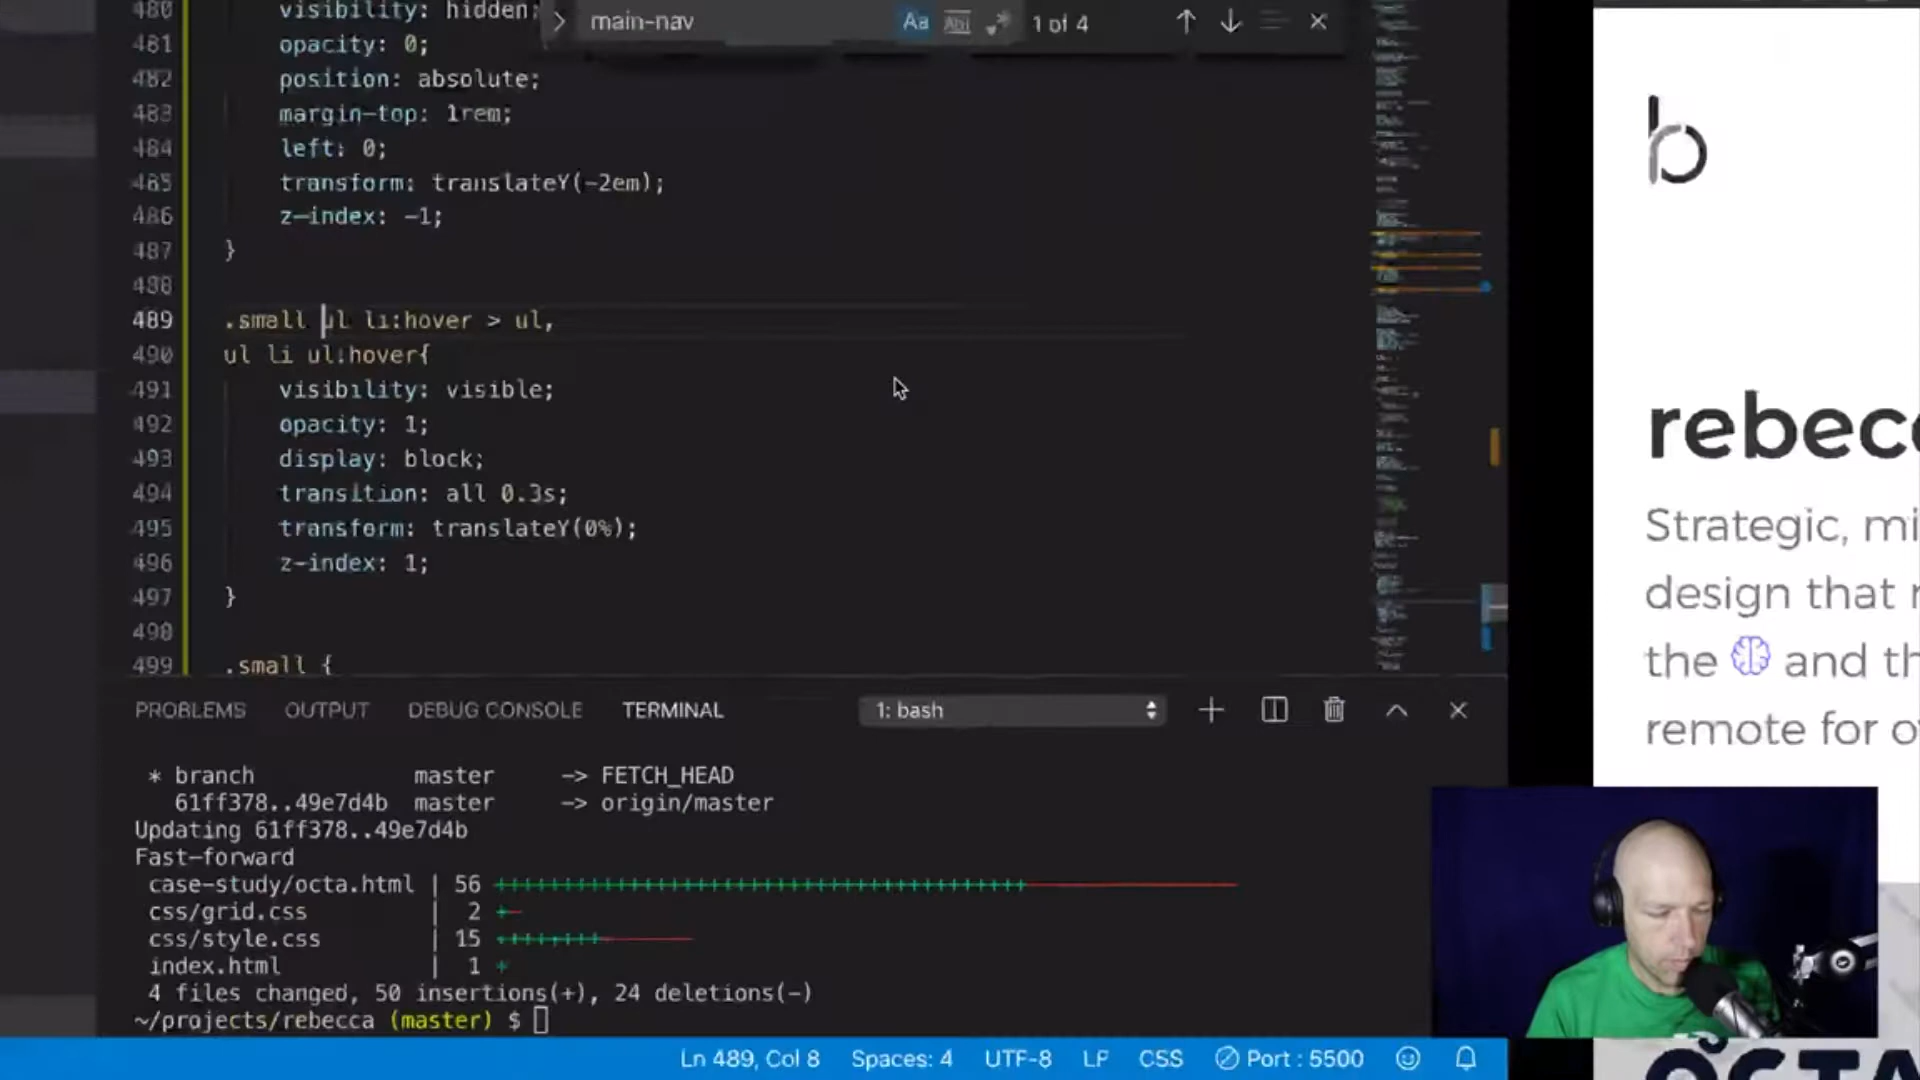 main-nav
Aa
Abl
1 of 4
480 visibility: hidden;
481 opacity: 0;
482 position: absolute;
483 margin-top: 1rem;
484 left: 0;
485 transform: translateY(-2em);
486 z-index: -1;
487 }
488
489 .small ul li:hover > ul,
490 ul li ul:hover{
491 visibility: visible;
492 opacity: 1;
493 display: block;
494 transition: all 0.3s;
495 transform: translateY(0%);
496 z-index: 1;
497 }
498
499 .small {
PROBLEMS OUTPUT DEBUG CONSOLE TERMINAL 1: bash
* branch master -> FETCH_HEAD
61ff378..49e7d4b master -> origin/master
Updating 61ff378..49e7d4b
Fast-forward
case-study/octa.html | 56 ++++++++++++++++++++++++++++++++++++++++-----------------
css/grid.css | 2 +-
css/style.css | 15 ++++++++-------
index.html | 1 +
4 files changed, 50 insertions(+), 24 deletions(-)
~/projects/rebecca (master) $
Ln 489, Col 8 Spaces: 4 UTF-8 LF CSS Port : 5500
b
rebecc
Strategic, mi
design that
the and th
remote for o
OCTA